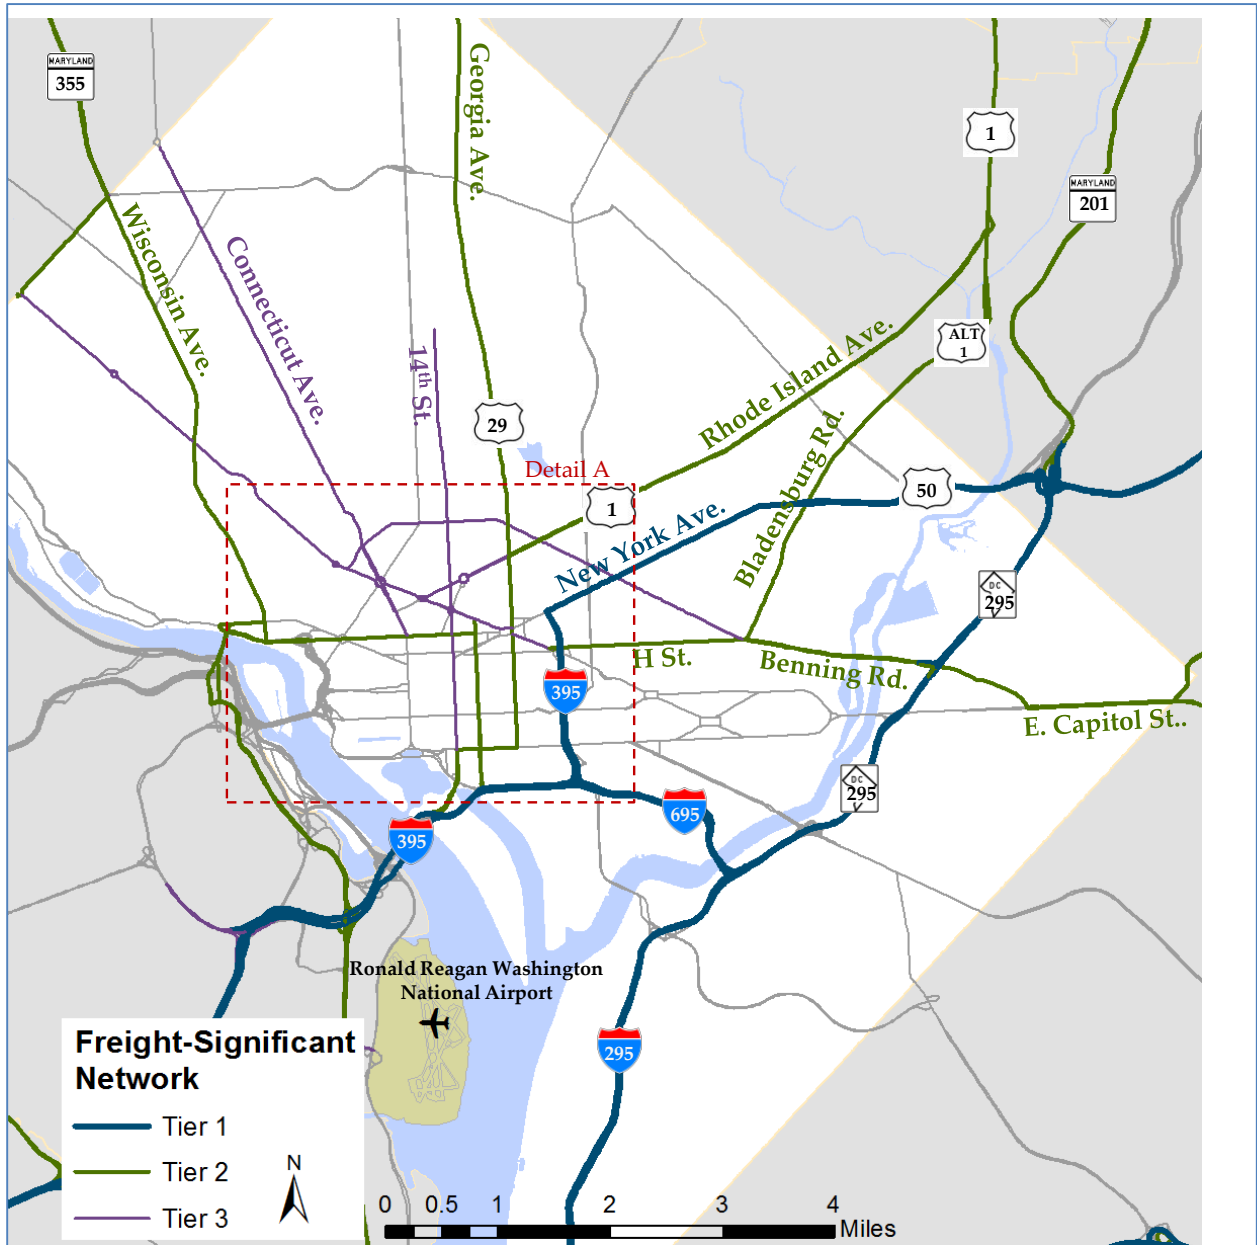 MARYLAND
355
Georgia Ave.
1
MARYLAND
201
Wisconsin Ave.
Connecticut Ave.
14th St.
29
Rhode Island Ave.
ALT
1
Bladensburg Rd.
Detail A
1
New York Ave.
50
DC
295
H St.
Benning Rd.
E. Capitol St..
395
DC
295
695
395
Ronald Reagan Washington
National Airport
295
Freight-Significant
Network
Tier 1
Tier 2
Tier 3
N
0 0.5 1 2 3 4
Miles